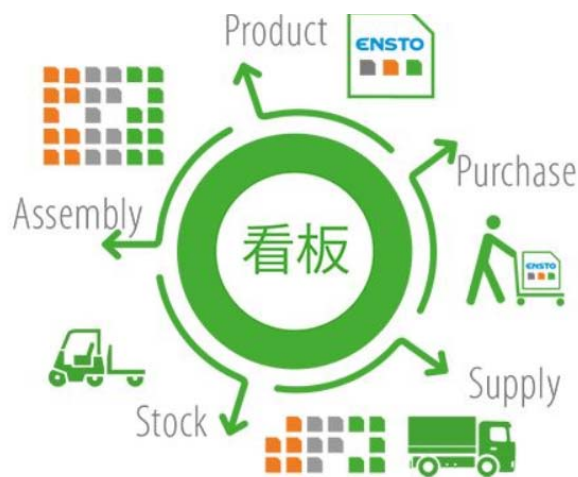 Product
ENSTO
Purchase
ENSTO
Assembly
看板
Supply
Stock